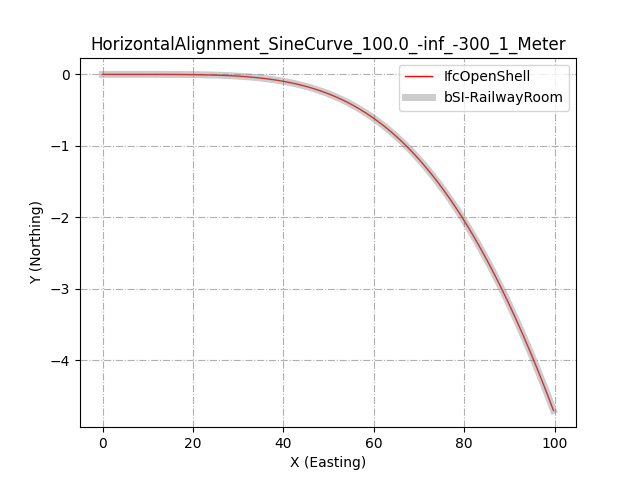 HorizontalAlignment_SineCurve_100.0_-inf_-300_1_Meter
IfcOpenShell
bSI-RailwayRoom
0
−1
−2
−3
−4
Y (Northing)
0 20 40 60 80 100
X (Easting)